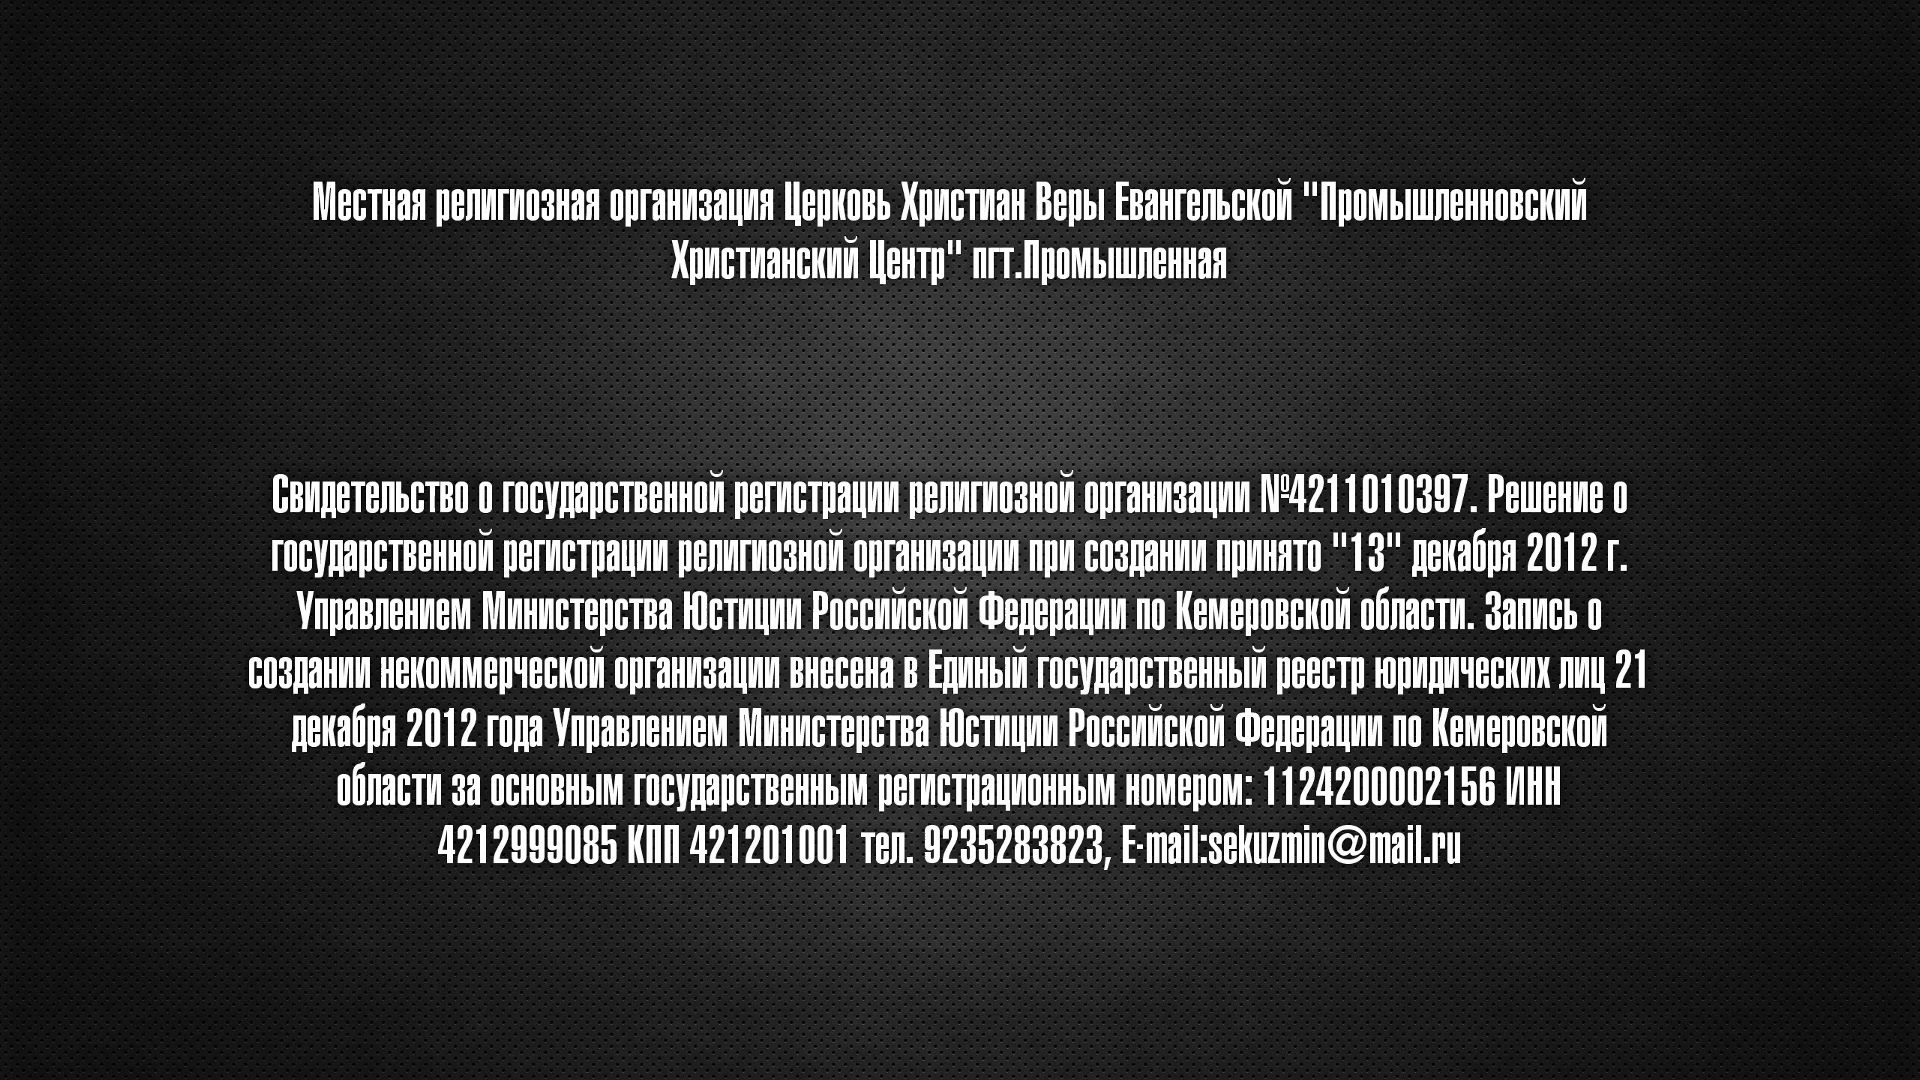 Местная религиозная организация Церковь Христиан Веры Евангельской "Промышленновский
Христианский Центр" пгт.Промышленная
Свидетельство о государственной регистрации религиозной организации №4211010397. Решение о
государственной регистрации религиозной организации при создании принято "13" декабря 2012 г.
Управлением Министерства Юстиции Российской Федерации по Кемеровской области. Запись о
создании некоммерческой организации внесена в Единый государственный реестр юридических лиц 21
декабря 2012 года Управлением Министерства Юстиции Российской Федерации по Кемеровской
области за основным государственным регистрационным номером: 1124200002156 ИНН
4212999085 КПП 421201001 тел. 9235283823, E-mail:sekuzmin@mail.ru